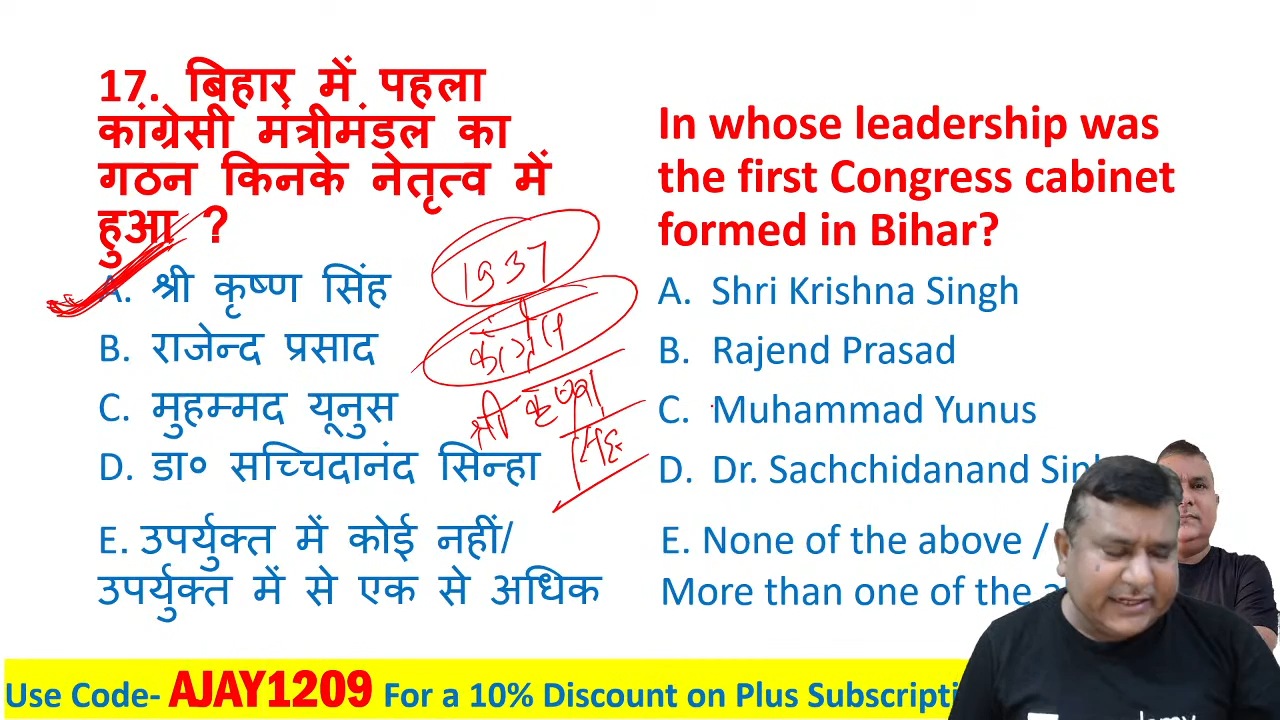 17. बिहार में पहला
कांग्रेसी मंत्रीमंडल का
गठन किनके नेतृत्व में
हुआ ?
A. श्री कृष्ण सिंह
B. राजेन्द प्रसाद
C. मुहम्मद यूनुस
D. डा० सच्चिदानंद सिन्हा
E. उपर्युक्त में कोई नहीं/
उपर्युक्त में से एक से अधिक
1937
कांग्रेस
श्री कृष्ण
सिंह
In whose leadership was
the first Congress cabinet
formed in Bihar?
A. Shri Krishna Singh
B. Rajend Prasad
C. Muhammad Yunus
D. Dr. Sachchidanand
E. None of the above /
More than one of the
Use Code- AJAY1209 For a 10% Discount on Plus